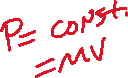 P = const.
= MV